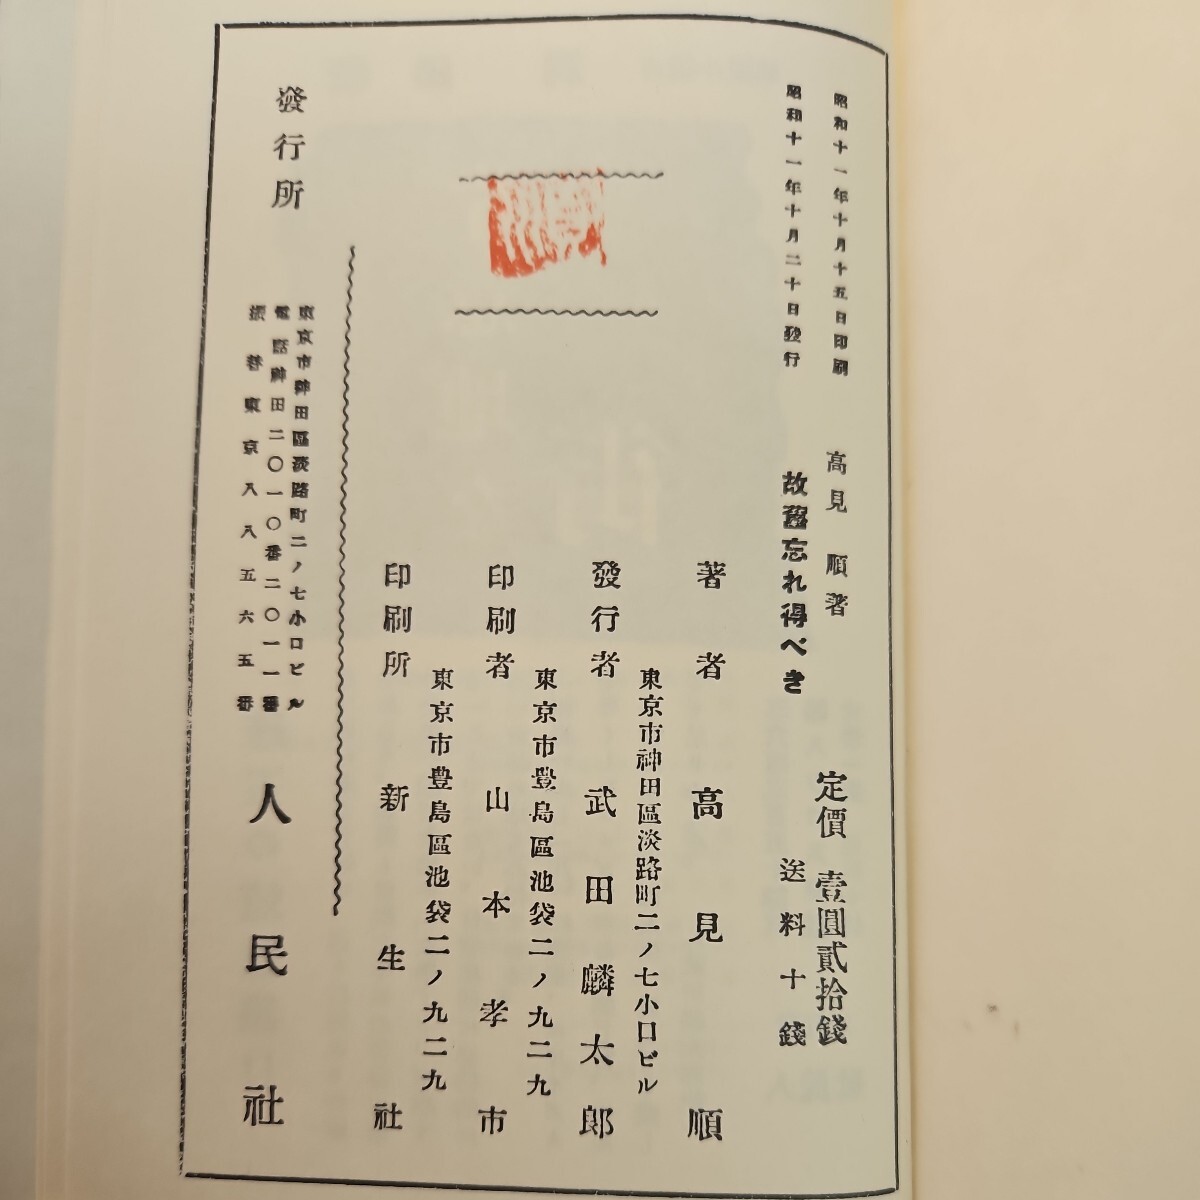 昭和十一年十月十五日印刷
昭和十一年十月二十日發行
高見順著
故舊忘れ得べき
定價 壹圓貳拾錢
送料十錢
著者 高見順
東京市神田區淡路町二ノ七小口ビル
發行者 武田麟太郎
東京市豊島區池袋二ノ九二九
印刷者 山本孝市
東京市豊島區池袋二ノ九二九
印刷所 新生社
發行所
東京市神田區淡路町二ノ七小口ビル
電話神田二〇一〇番二〇一一番
振替東京八八五六五番
人民社